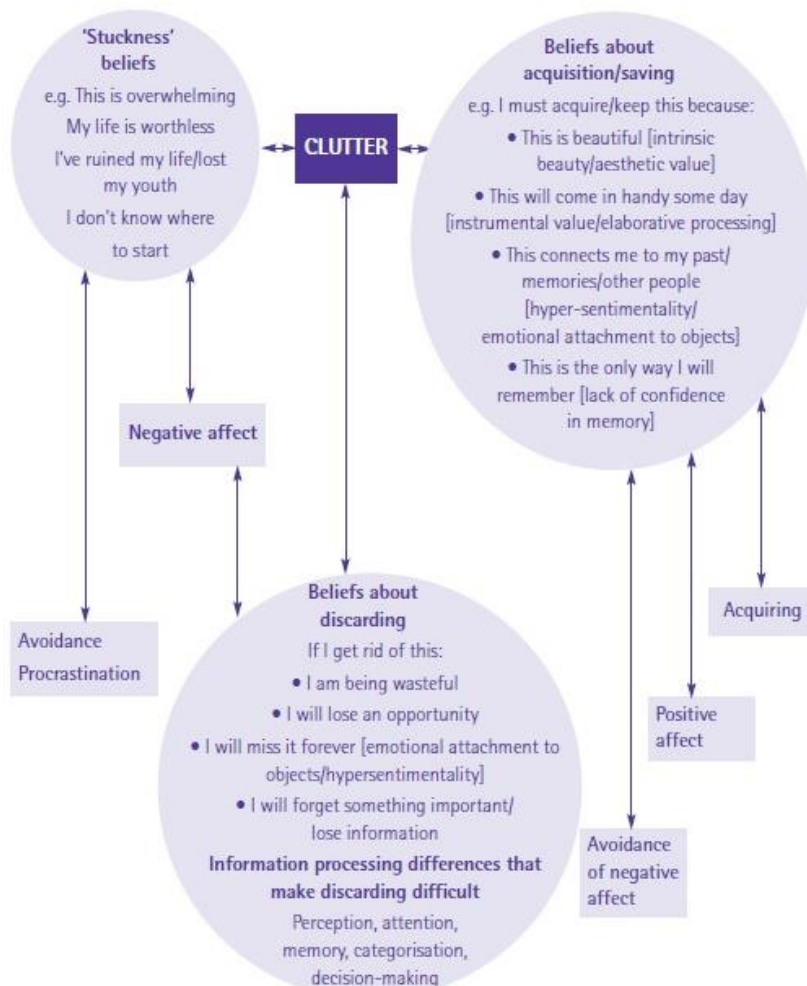 'Stuckness'
beliefs
e.g. This is overwhelming
My life is worthless
I've ruined my life/lost
my youth
I don't know where
to start
CLUTTER
Beliefs about
acquisition/saving
e.g. I must acquire/keep this because:
• This is beautiful [intrinsic
beauty/aesthetic value]
• This will come in handy some day
[instrumental value/elaborative processing]
• This connects me to my past/
memories/other people
[hyper-sentimentality/
emotional attachment to objects]
• This is the only way I will
remember [lack of confidence
in memory]
Negative affect
Avoidance
Procrastination
Beliefs about
discarding
If I get rid of this:
• I am being wasteful
• I will lose an opportunity
• I will miss it forever [emotional attachment to
objects/hypersentimentality]
• I will forget something important/
lose information
Information processing differences that
make discarding difficult
Perception, attention,
memory, categorisation,
decision-making
Acquiring
Positive
affect
Avoidance
of negative
affect